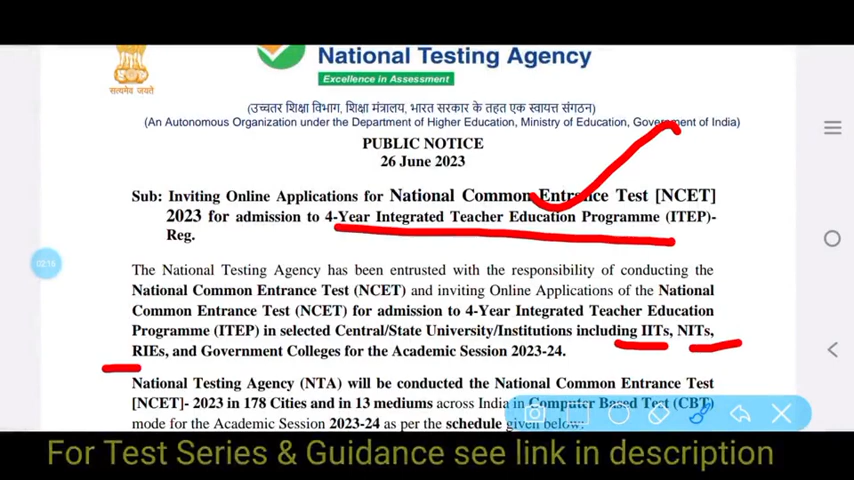 National Testing Agency
Excellence in Assessment
सत्यमेव जयते
(उच्चतर शिक्षा विभाग, शिक्षा मंत्रालय, भारत सरकार के तहत एक स्वायत्त संगठन)
(An Autonomous Organization under the Department of Higher Education, Ministry of Education, Government of India)
PUBLIC NOTICE
26 June 2023
Sub: Inviting Online Applications for National Common Entrance Test [NCET]
2023 for admission to 4-Year Integrated Teacher Education Programme (ITEP)-
Reg.
02:16
The National Testing Agency has been entrusted with the responsibility of conducting the
National Common Entrance Test (NCET) and inviting Online Applications of the National
Common Entrance Test (NCET) for admission to 4-Year Integrated Teacher Education
Programme (ITEP) in selected Central/State University/Institutions including IITs, NITs,
RIEs, and Government Colleges for the Academic Session 2023-24.
National Testing Agency (NTA) will be conducted the National Common Entrance Test
[NCET]- 2023 in 178 Cities and in 13 mediums across India in Computer Based Test (CBT)
mode for the Academic Session 2023-24 as per the schedule given below:
For Test Series & Guidance see link in description